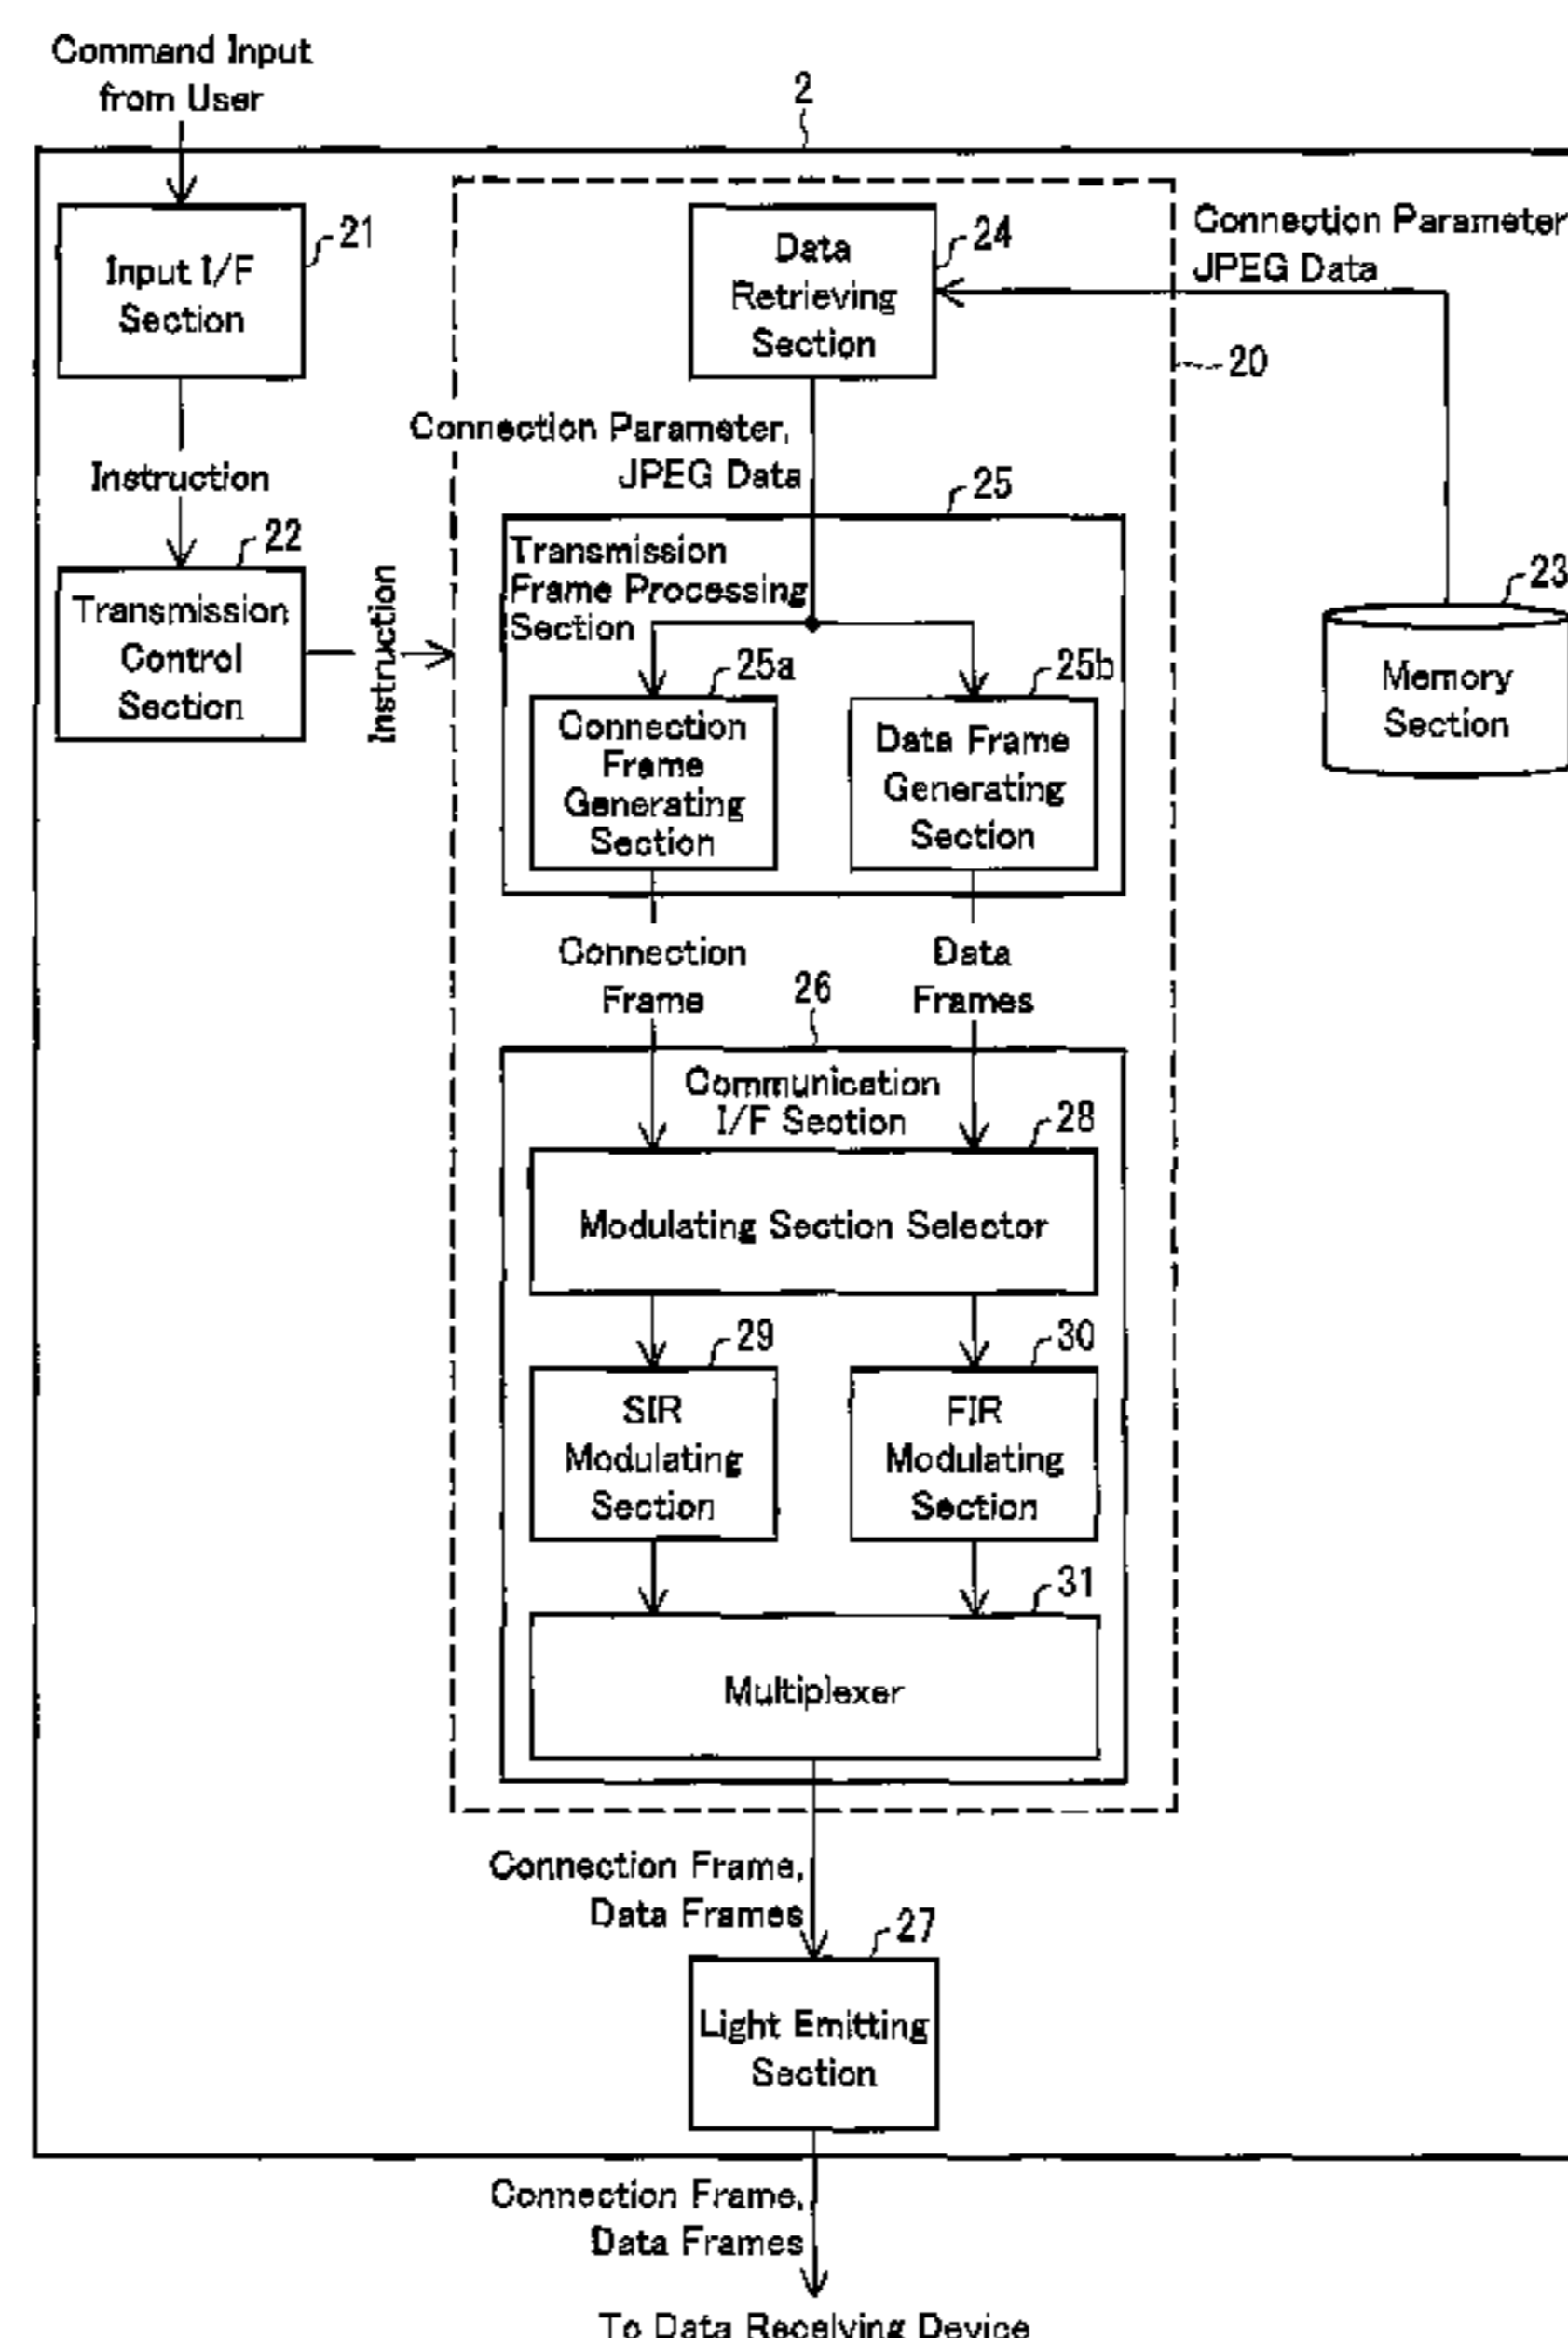 Command Input
from User
2
Input I/F
Section
21
Data
Retrieving
Section
24
Connection Parameter
JPEG Data
20
Instruction
Connection Parameter,
JPEG Data
22
Transmission
Control
Section
Instruction
25
Transmission
Frame Processing
Section
23
Memory
Section
25a
Connection
Frame
Generating
Section
25b
Data Frame
Generating
Section
Connection
Frame
Data
Frames
26
Communication
I/F Section
28
Modulating Section Selector
29
SIR
Modulating
Section
30
FIR
Modulating
Section
31
Multiplexer
Connection Frame,
Data Frames
27
Light Emitting
Section
Connection Frame,
Data Frames
To Data Receiving Device